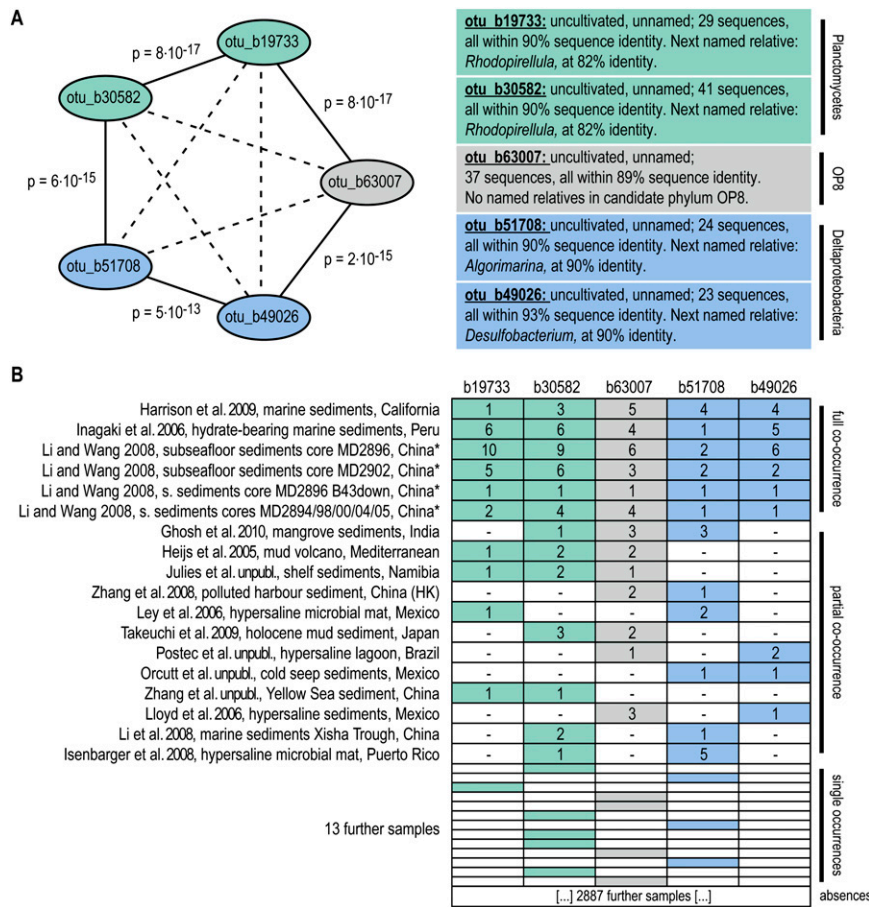 A
otu_b19733
p = 8·10-17
otu_b30582
p = 8·10-17
otu_b63007
p = 6·10-15
otu_b51708
p = 2·10-15
p = 5·10-13
otu_b49026
otu_b19733: uncultivated, unnamed; 29 sequences,
all within 90% sequence identity. Next named relative:
Rhodopirellula, at 82% identity.
otu_b30582: uncultivated, unnamed; 41 sequences,
all within 90% sequence identity. Next named relative:
Rhodopirellula, at 82% identity.
Planctomycetes
otu_b63007: uncultivated, unnamed;
37 sequences, all within 89% sequence identity.
No named relatives in candidate phylum OP8.
OP8
otu_b51708: uncultivated, unnamed; 24 sequences,
all within 90% sequence identity. Next named relative:
Algorimarina, at 90% identity.
otu_b49026: uncultivated, unnamed; 23 sequences,
all within 93% sequence identity. Next named relative:
Desulfobacterium, at 90% identity.
Deltaproteobacteria
B
b19733 b30582 b63007 b51708 b49026
Harrison et al. 2009, marine sediments, California 1 3 5 4 4
Inagaki et al. 2006, hydrate-bearing marine sediments, Peru 6 6 4 1 5
Li and Wang 2008, subseafloor sediments core MD2896, China* 10 9 6 2 6
Li and Wang 2008, subseafloor sediments core MD2902, China* 5 6 3 2 2
Li and Wang 2008, s. sediments core MD2896 B43down, China* 1 1 1 1 1
Li and Wang 2008, s. sediments cores MD2894/98/00/04/05, China* 2 4 4 1 1
full co-occurrence
Ghosh et al. 2010, mangrove sediments, India - 1 3 3 -
Heijs et al. 2005, mud volcano, Mediterranean 1 2 2 - -
Julies et al. unpubl., shelf sediments, Namibia 1 2 1 - -
Zhang et al. 2008, polluted harbour sediment, China (HK) - - 2 1 -
Ley et al. 2006, hypersaline microbial mat, Mexico 1 - - 2 -
Takeuchi et al. 2009, holocene mud sediment, Japan - 3 2 - -
Postec et al. unpubl., hypersaline lagoon, Brazil - - 1 - 2
Orcutt et al. unpubl., cold seep sediments, Mexico - - - 1 1
Zhang et al. unpubl., Yellow Sea sediment, China 1 1 - - -
Lloyd et al. 2006, hypersaline sediments, Mexico - - 3 - 1
Li et al. 2008, marine sediments Xisha Trough, China - 2 - 1 -
Isenbarger et al. 2008, hypersaline microbial mat, Puerto Rico - 1 - 5 -
partial co-occurrence
13 further samples
single occurrences
[...] 2887 further samples [...] absences